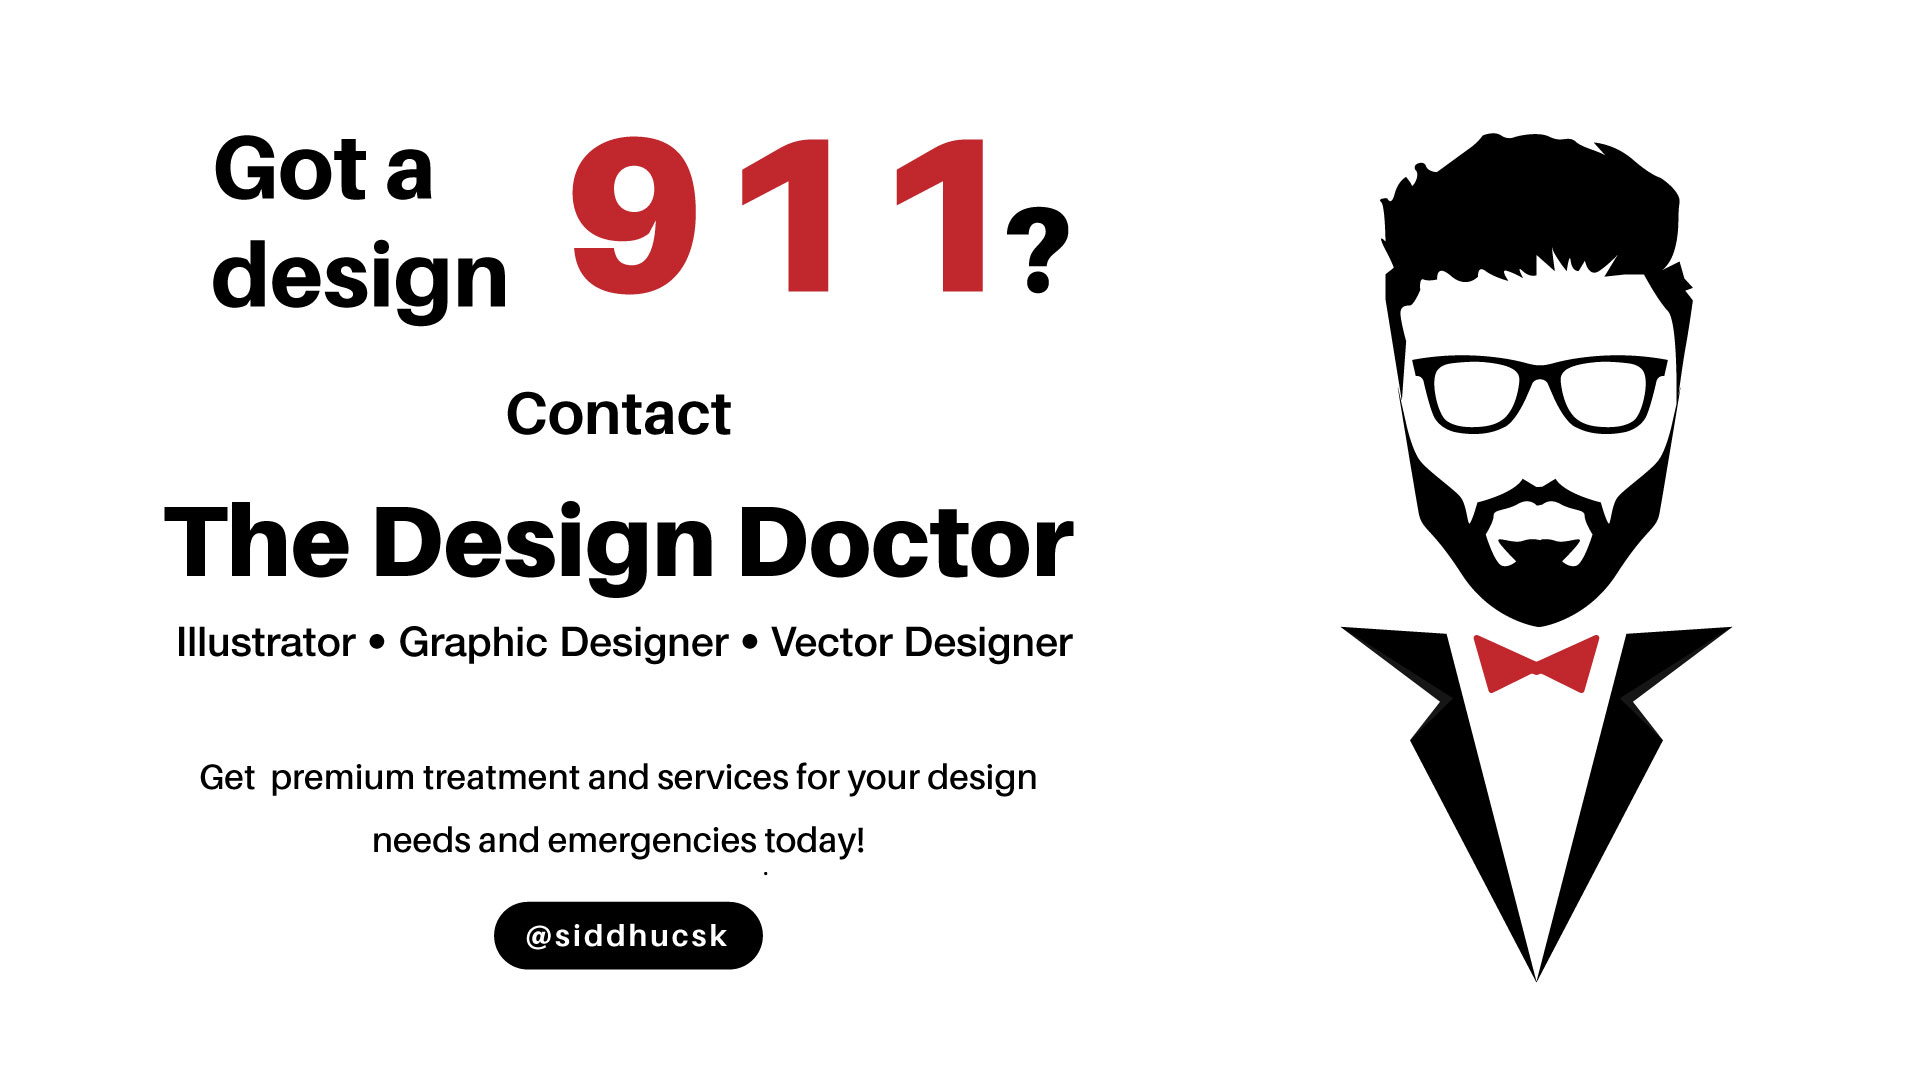 Got a
design 911?
Contact
The Design Doctor
Illustrator • Graphic Designer • Vector Designer
Get premium treatment and services for your design
needs and emergencies today!
@siddhucsk